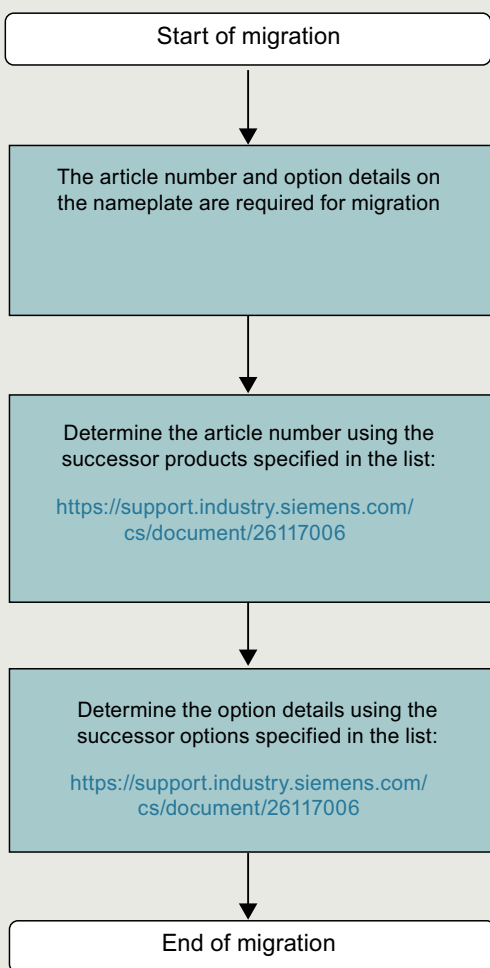 Start of migration
The article number and option details on
the nameplate are required for migration
Determine the article number using the
successor products specified in the list:
https://support.industry.siemens.com/
cs/document/26117006
Determine the option details using the
successor options specified in the list:
https://support.industry.siemens.com/
cs/document/26117006
End of migration